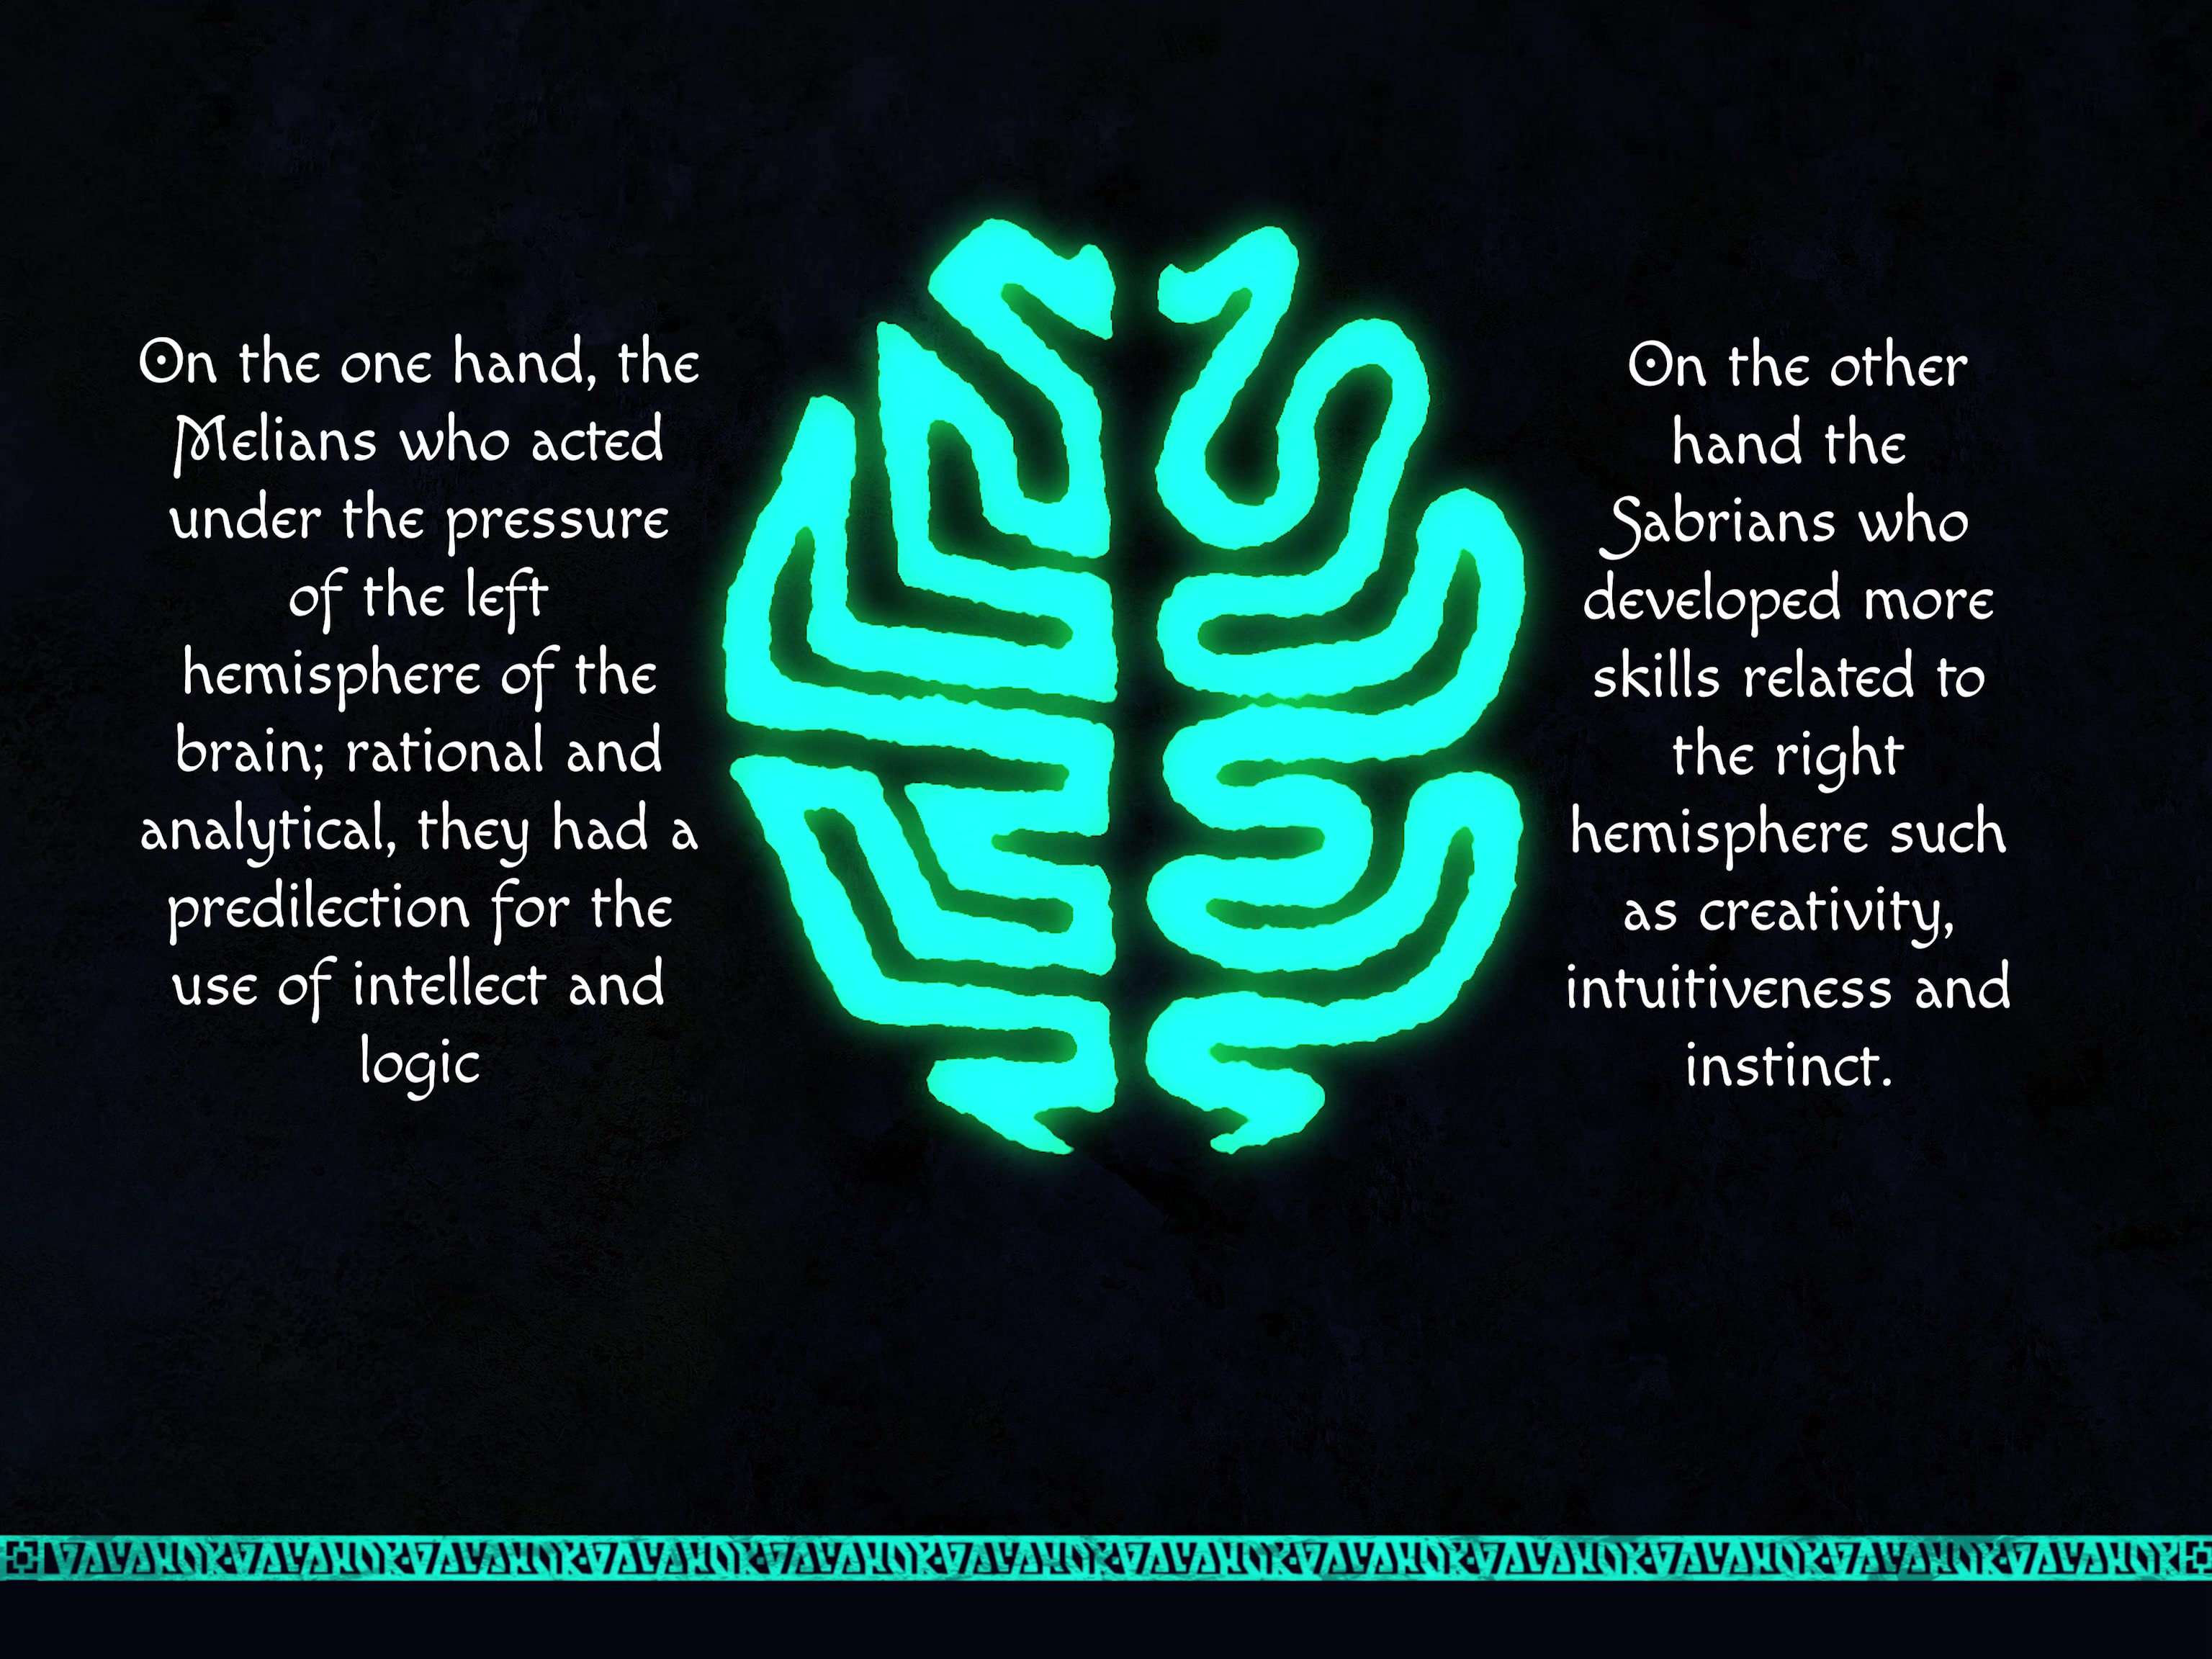 On the one hand, the
Melians who acted
under the pressure
of the left
hemisphere of the
brain; rational and
analytical, they had a
predilection for the
use of intellect and
logic
On the other
hand the
Sabrians who
developed more
skills related to
the right
hemisphere such
as creativity,
intuitiveness and
instinct.